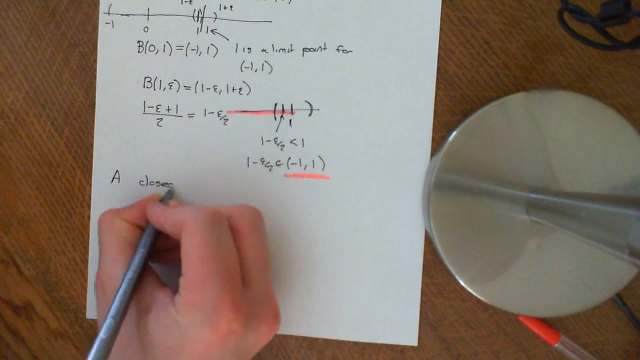 1-ε 1+ε
-1 0 1
B(0,1) = (-1,1) 1 is a limit point for
(-1,1)
B(1,ε) = (1-ε, 1+ε)
(1-ε+1)/2 = 1-ε/2
1
1-ε/2 < 1
1-ε/2 ∈ (-1,1)
A closed